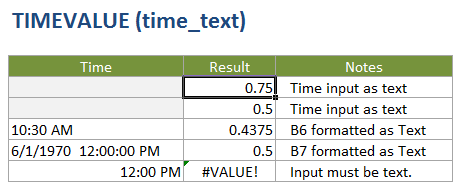 TIMEVALUE (time_text)
Time Result Notes
0.75 Time input as text
0.5 Time input as text
10:30 AM 0.4375 B6 formatted as Text
6/1/1970 12:00:00 PM 0.5 B7 formatted as Text
12:00 PM #VALUE! Input must be text.